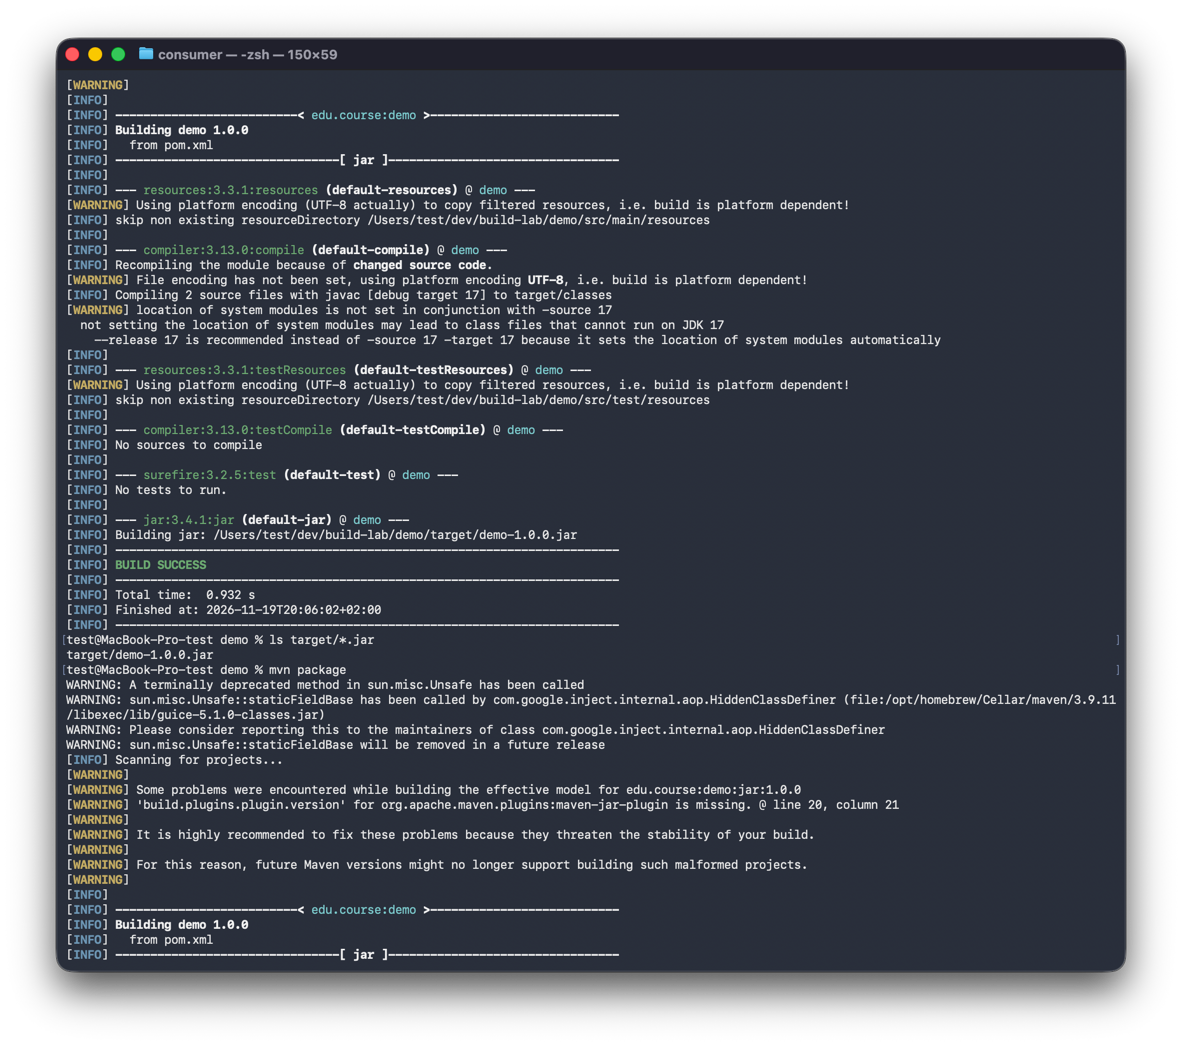 consumer — -zsh — 150×59
[WARNING]
[INFO]
[INFO] --------------------------< edu.course:demo >---------------------------
[INFO] Building demo 1.0.0
[INFO]   from pom.xml
[INFO] --------------------------------[ jar ]---------------------------------
[INFO]
[INFO] --- resources:3.3.1:resources (default-resources) @ demo ---
[WARNING] Using platform encoding (UTF-8 actually) to copy filtered resources, i.e. build is platform dependent!
[INFO] skip non existing resourceDirectory /Users/test/dev/build-lab/demo/src/main/resources
[INFO]
[INFO] --- compiler:3.13.0:compile (default-compile) @ demo ---
[INFO] Recompiling the module because of changed source code.
[WARNING] File encoding has not been set, using platform encoding UTF-8, i.e. build is platform dependent!
[INFO] Compiling 2 source files with javac [debug target 17] to target/classes
[WARNING] location of system modules is not set in conjunction with -source 17
  not setting the location of system modules may lead to class files that cannot run on JDK 17
    --release 17 is recommended instead of -source 17 -target 17 because it sets the location of system modules automatically
[INFO]
[INFO] --- resources:3.3.1:testResources (default-testResources) @ demo ---
[WARNING] Using platform encoding (UTF-8 actually) to copy filtered resources, i.e. build is platform dependent!
[INFO] skip non existing resourceDirectory /Users/test/dev/build-lab/demo/src/test/resources
[INFO]
[INFO] --- compiler:3.13.0:testCompile (default-testCompile) @ demo ---
[INFO] No sources to compile
[INFO]
[INFO] --- surefire:3.2.5:test (default-test) @ demo ---
[INFO] No tests to run.
[INFO]
[INFO] --- jar:3.4.1:jar (default-jar) @ demo ---
[INFO] Building jar: /Users/test/dev/build-lab/demo/target/demo-1.0.0.jar
[INFO] ------------------------------------------------------------------------
[INFO] BUILD SUCCESS
[INFO] ------------------------------------------------------------------------
[INFO] Total time:  0.932 s
[INFO] Finished at: 2026-11-19T20:06:02+02:00
[INFO] ------------------------------------------------------------------------
[test@MacBook-Pro-test demo % ls target/*.jar ]
target/demo-1.0.0.jar
[test@MacBook-Pro-test demo % mvn package ]
WARNING: A terminally deprecated method in sun.misc.Unsafe has been called
WARNING: sun.misc.Unsafe::staticFieldBase has been called by com.google.inject.internal.aop.HiddenClassDefiner (file:/opt/homebrew/Cellar/maven/3.9.11
/libexec/lib/guice-5.1.0-classes.jar)
WARNING: Please consider reporting this to the maintainers of class com.google.inject.internal.aop.HiddenClassDefiner
WARNING: sun.misc.Unsafe::staticFieldBase will be removed in a future release
[INFO] Scanning for projects...
[WARNING]
[WARNING] Some problems were encountered while building the effective model for edu.course:demo:jar:1.0.0
[WARNING] 'build.plugins.plugin.version' for org.apache.maven.plugins:maven-jar-plugin is missing. @ line 20, column 21
[WARNING]
[WARNING] It is highly recommended to fix these problems because they threaten the stability of your build.
[WARNING]
[WARNING] For this reason, future Maven versions might no longer support building such malformed projects.
[WARNING]
[INFO]
[INFO] --------------------------< edu.course:demo >---------------------------
[INFO] Building demo 1.0.0
[INFO]   from pom.xml
[INFO] --------------------------------[ jar ]---------------------------------